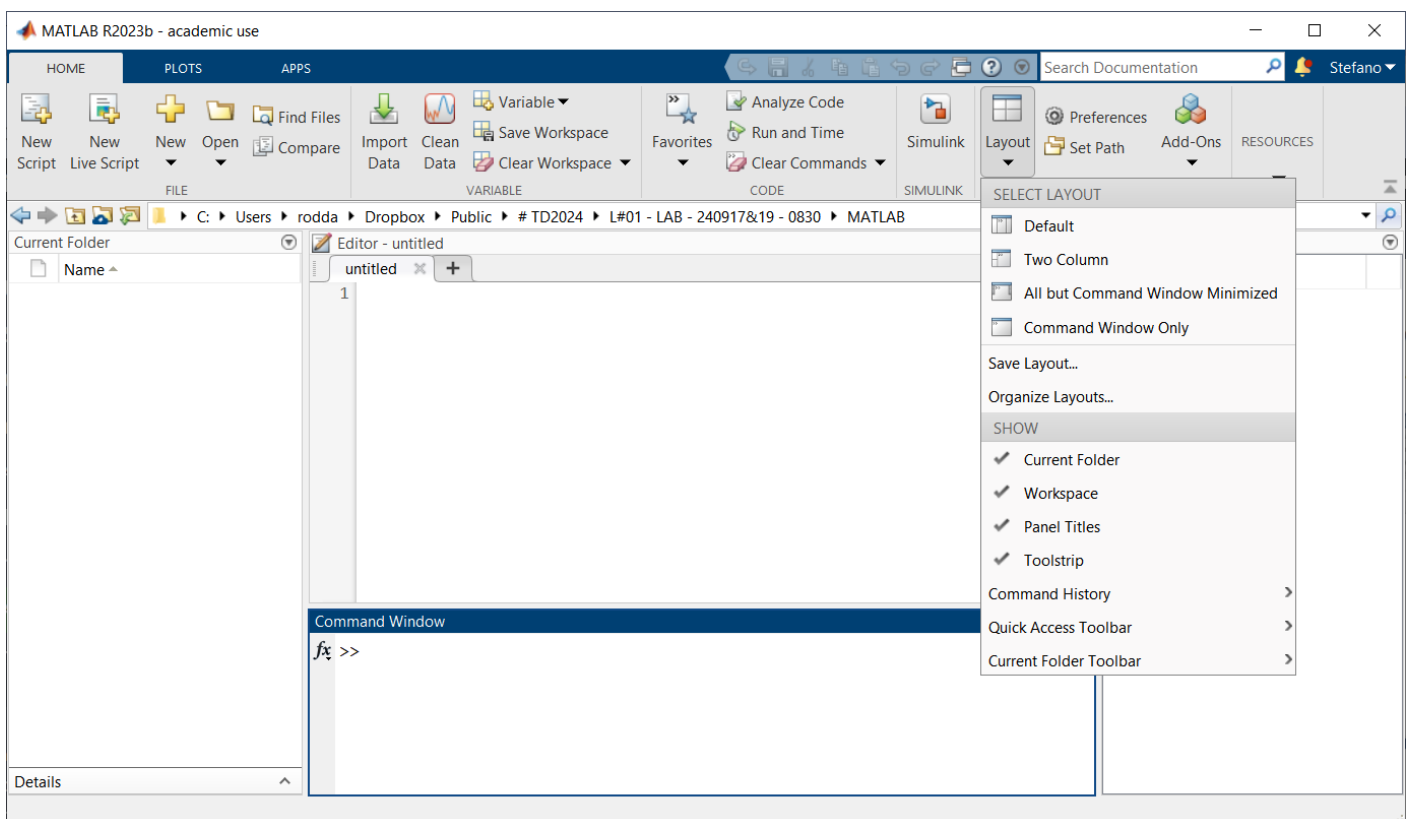 MATLAB R2023b - academic use
HOME PLOTS APPS Search Documentation Stefano
New Script
New Live Script
New
Open
Find Files
Compare
FILE
Import Data
Clean Data
Variable
Save Workspace
Clear Workspace
VARIABLE
Favorites
Analyze Code
Run and Time
Clear Commands
CODE
Simulink
SIMULINK
Layout
Preferences
Set Path
Add-Ons
RESOURCES
C: Users rodda Dropbox Public # TD2024 L#01 - LAB - 240917&19 - 0830 MATLAB
Current Folder
Name
Details
Editor - untitled
untitled
1
Command Window
fx >>
SELECT LAYOUT
Default
Two Column
All but Command Window Minimized
Command Window Only
Save Layout...
Organize Layouts...
SHOW
Current Folder
Workspace
Panel Titles
Toolstrip
Command History
Quick Access Toolbar
Current Folder Toolbar